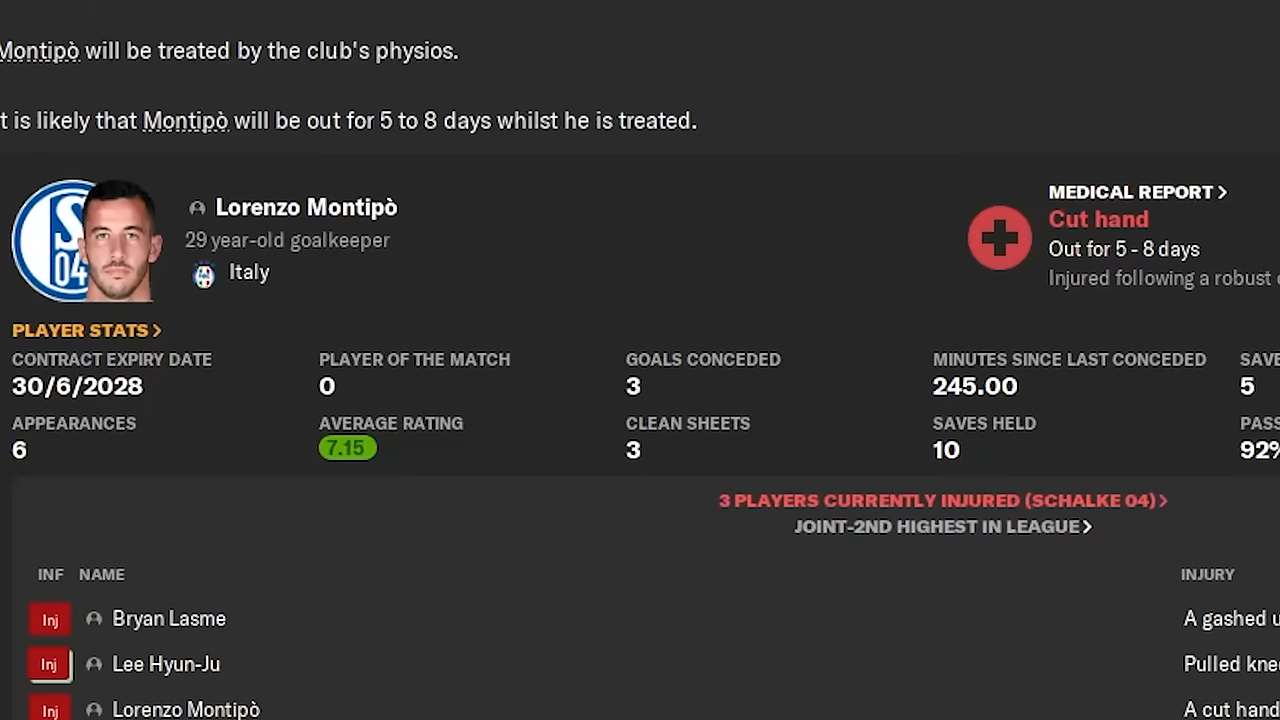 Montipò will be treated by the club's physios.
t is likely that Montipò will be out for 5 to 8 days whilst he is treated.
S
04
Lorenzo Montipò
29 year-old goalkeeper
Italy
MEDICAL REPORT
Cut hand
Out for 5 - 8 days
Injured following a robust
PLAYER STATS
CONTRACT EXPIRY DATE PLAYER OF THE MATCH GOALS CONCEDED MINUTES SINCE LAST CONCEDED SAVE
30/6/2028 0 3 245.00 5
APPEARANCES AVERAGE RATING CLEAN SHEETS SAVES HELD PASS
6 7.15 3 10 92%
3 PLAYERS CURRENTLY INJURED (SCHALKE 04)
JOINT-2ND HIGHEST IN LEAGUE
INF NAME INJURY
Inj Bryan Lasme A gashed u
Inj Lee Hyun-Ju Pulled kne
Inj Lorenzo Montipò A cut hand